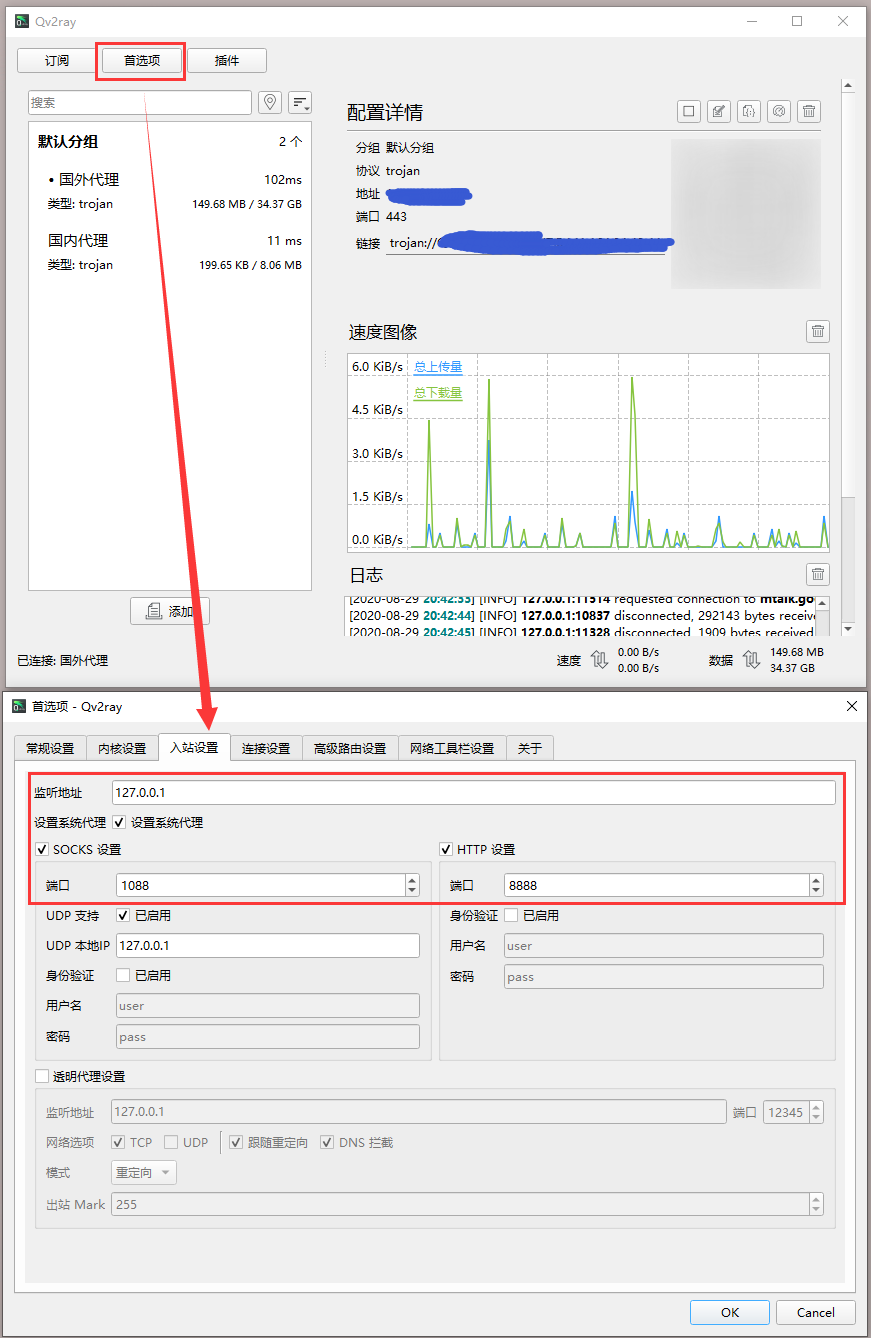 Qv2ray
订阅
首选项
插件
搜索
默认分组 2 个
• 国外代理 102ms
类型: trojan 149.68 MB / 34.37 GB
国内代理 11 ms
类型: trojan 199.65 KB / 8.06 MB
添加
配置详情
分组 默认分组
协议 trojan
地址
端口 443
链接 trojan://
速度图像
6.0 KiB/s
总上传量
总下载量
4.5 KiB/s
3.0 KiB/s
1.5 KiB/s
0.0 KiB/s
日志
[2020-08-29 20:42:33] [INFO] 127.0.0.1:11514 requested connection to mtalk.go
[2020-08-29 20:42:44] [INFO] 127.0.0.1:10837 disconnected, 292143 bytes receive
[2020-08-29 20:42:45] [INFO] 127.0.0.1:11328 disconnected, 1909 bytes received
已连接: 国外代理
速度 0.00 B/s
0.00 B/s
数据 149.68 MB
34.37 GB
首选项 - Qv2ray
常规设置 内核设置 入站设置 连接设置 高级路由设置 网络工具栏设置 关于
监听地址 127.0.0.1
设置系统代理 设置系统代理
SOCKS 设置
端口 1088
UDP 支持 已启用
UDP 本地IP 127.0.0.1
身份验证 已启用
用户名 user
密码 pass
HTTP 设置
端口 8888
身份验证 已启用
用户名 user
密码 pass
透明代理设置
监听地址 127.0.0.1 端口 12345
网络选项 TCP UDP 跟随重定向 DNS 拦截
模式 重定向
出站 Mark 255
OK Cancel